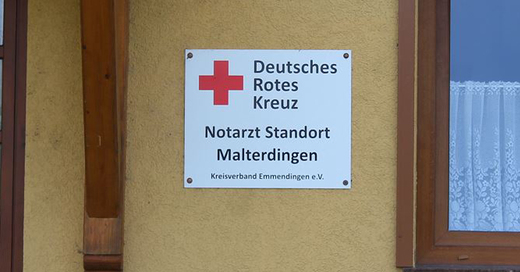 Deutsches
Rotes
Kreuz
Notarzt Standort
Malterdingen
Kreisverband Emmendingen e.V.